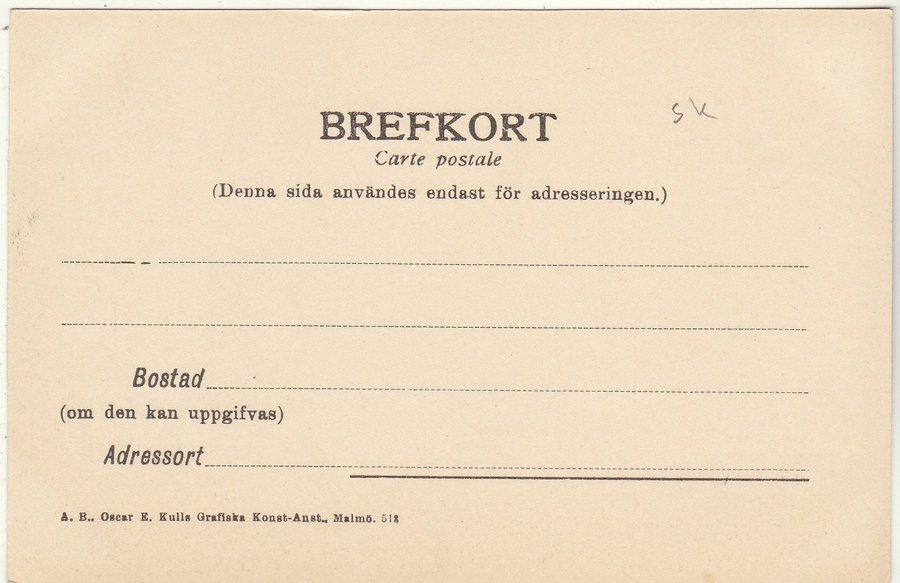 BREFKORT
SK
Carte postale
(Denna sida användes endast för adresseringen.)
Bostad
(om den kan uppgifvas)
Adressort
A. B.. Oscar E. Kulls Grafiska Konst-Anst., Malmö.